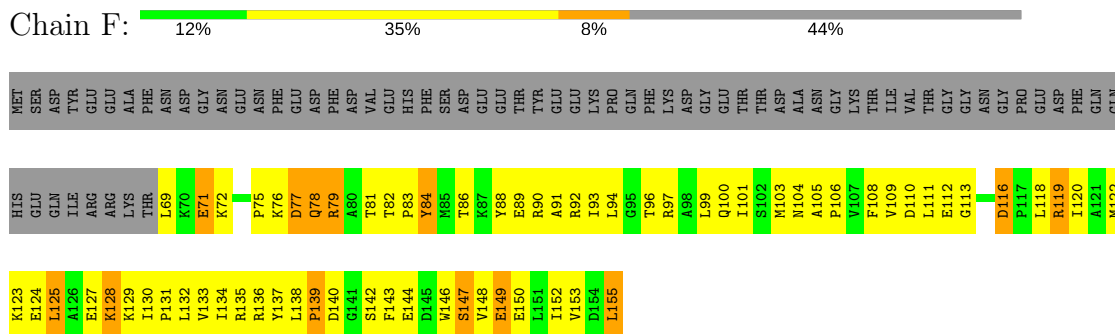 Chain F:
12% 35% 8% 44%
MET SER ASP TYR GLU GLU ALA PHE ASN ASP GLY ASN GLU ASN PHE GLU ASP PHE ASP VAL GLU HIS PHE SER ASP GLU GLU THR TYR GLU GLU LYS PRO GLN PHE LYS ASP GLY GLU THR THR ASP ALA ASN GLY LYS THR ILE VAL THR GLY GLY ASN GLY PRO GLU ASP PHE GLN GLN
HIS GLU GLN ILE ARG ARG LYS THR L69 K70 E71 K72 P75 K76 D77 Q78 R79 A80 T81 T82 P83 Y84 M85 T86 K87 Y88 E89 R90 A91 R92 I93 L94 G95 T96 R97 A98 L99 Q100 I101 S102 M103 N104 A105 P106 V107 F108 V109 D110 L111 E112 G113 D116 P117 L118 R119 I120 A121 M122
K123 E124 L125 A126 E127 K128 K129 I130 P131 L132 V133 I134 R135 R136 Y137 L138 P139 D140 G141 S142 F143 E144 D145 W146 S147 V148 E149 E150 L151 I152 V153 D154 L155